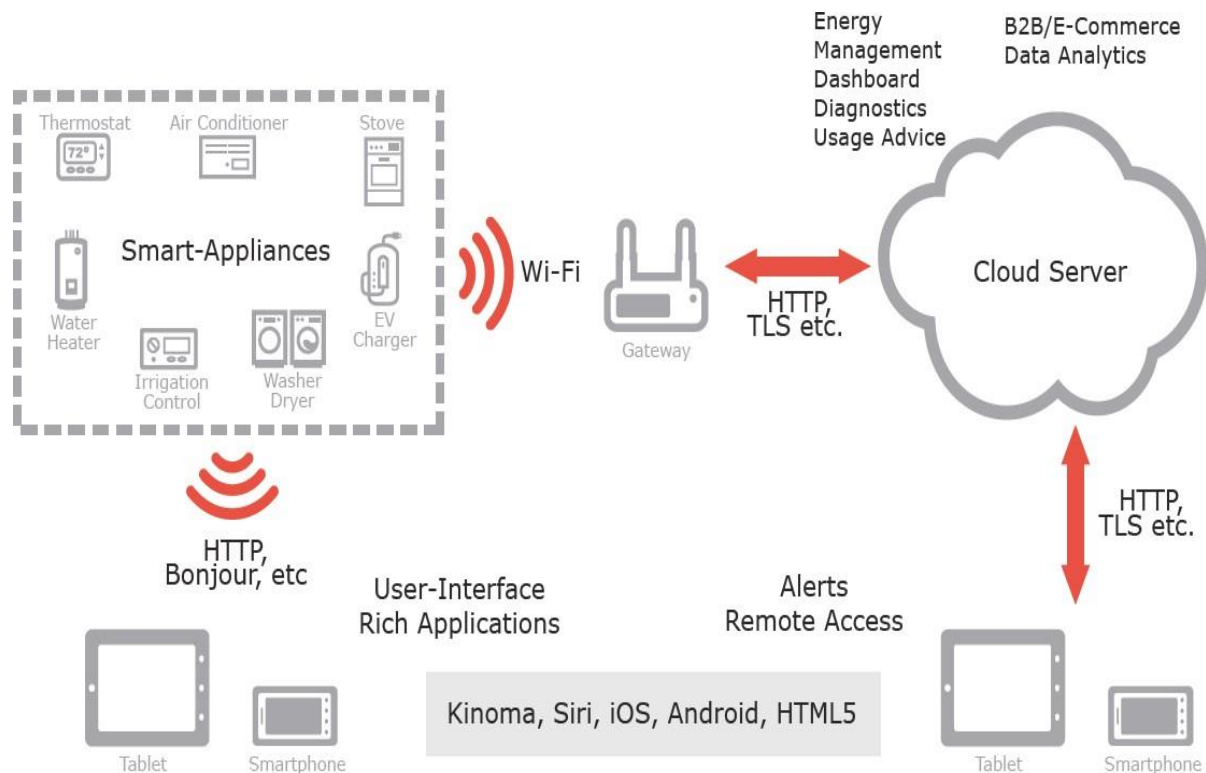 Energy
Management
Dashboard
Diagnostics
Usage Advice
B2B/E-Commerce
Data Analytics
Thermostat
Air Conditioner
Stove
72°
Smart-Appliances
Wi-Fi
Cloud Server
HTTP,
TLS etc.
Gateway
Water
Heater
EV
Charger
Irrigation
Control
Washer
Dryer
HTTP,
TLS etc.
HTTP,
Bonjour, etc
User-Interface
Rich Applications
Alerts
Remote Access
Kinoma, Siri, iOS, Android, HTML5
Tablet
Smartphone
Tablet
Smartphone